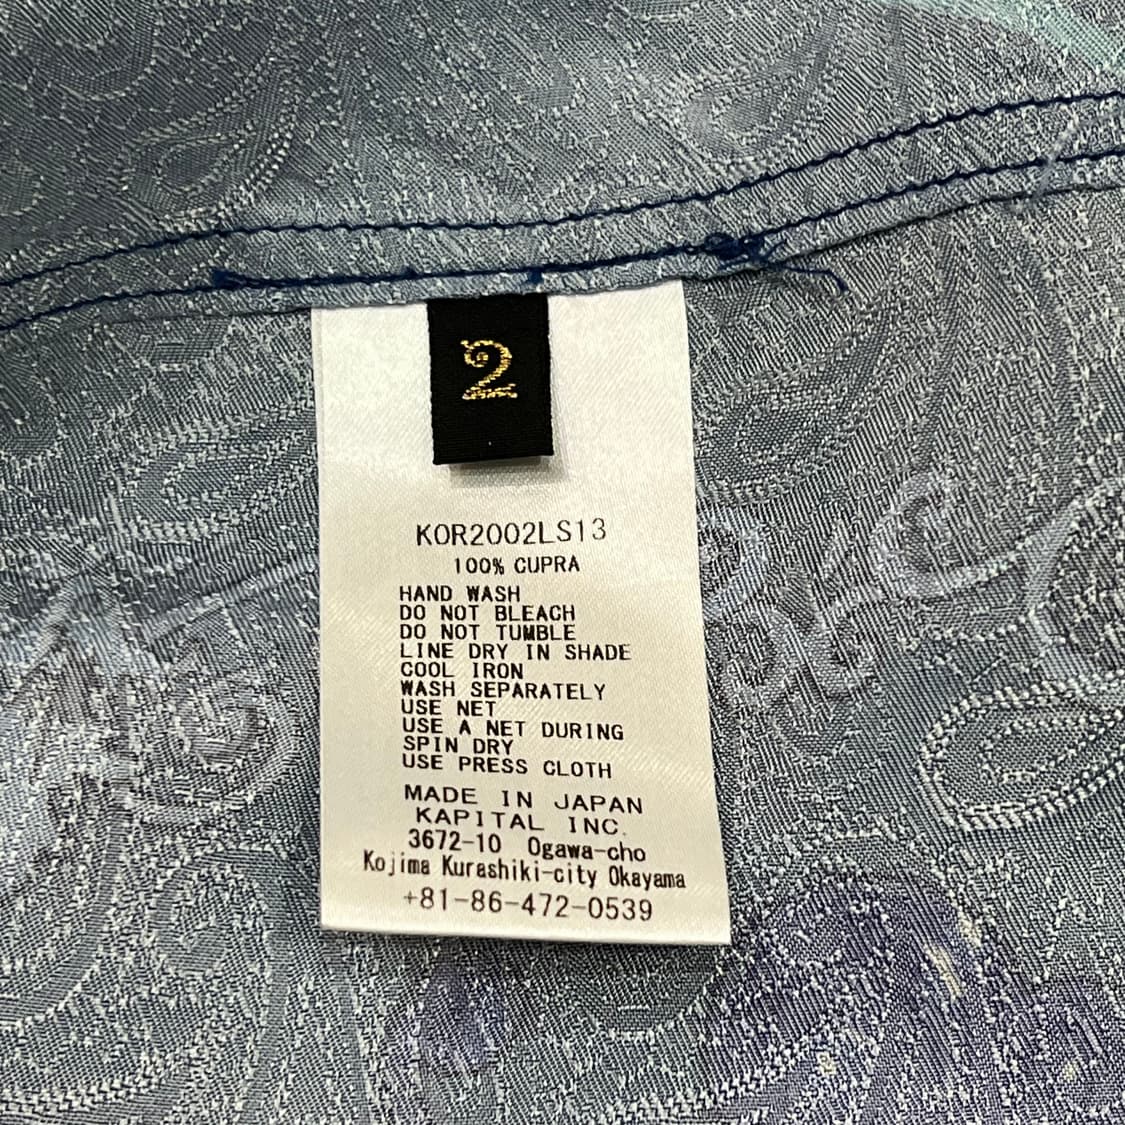 2
KOR2002LS13
100% CUPRA
HAND WASH
DO NOT BLEACH
DO NOT TUMBLE
LINE DRY IN SHADE
COOL IRON
WASH SEPARATELY
USE NET
USE A NET DURING
SPIN DRY
USE PRESS CLOTH
MADE IN JAPAN
KAPITAL INC.
3672-10 Ogawa-cho
Kojima Kurashiki-city Okayama
+81-86-472-0539